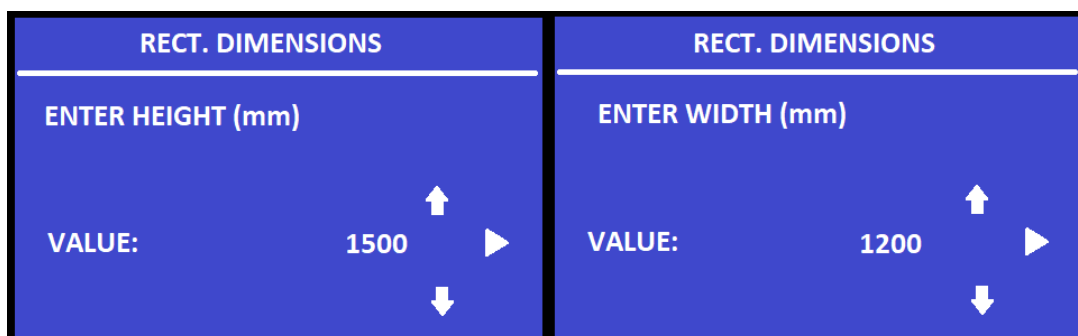 RECT. DIMENSIONS
ENTER HEIGHT (mm)
VALUE: 1500
RECT. DIMENSIONS
ENTER WIDTH (mm)
VALUE: 1200